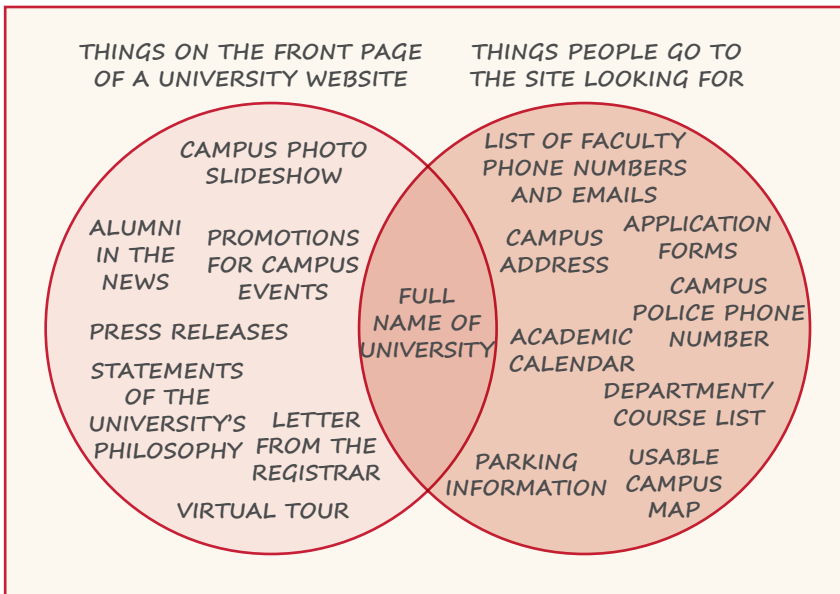 THINGS ON THE FRONT PAGE
OF A UNIVERSITY WEBSITE
THINGS PEOPLE GO TO
THE SITE LOOKING FOR
CAMPUS PHOTO
SLIDESHOW
ALUMNI
IN THE
NEWS
PROMOTIONS
FOR CAMPUS
EVENTS
PRESS RELEASES
STATEMENTS
OF THE
UNIVERSITY'S
PHILOSOPHY
LETTER
FROM THE
REGISTRAR
VIRTUAL TOUR
FULL
NAME OF
UNIVERSITY
LIST OF FACULTY
PHONE NUMBERS
AND EMAILS
CAMPUS
ADDRESS
APPLICATION
FORMS
CAMPUS
POLICE PHONE
NUMBER
ACADEMIC
CALENDAR
DEPARTMENT/
COURSE LIST
PARKING
INFORMATION
USABLE
CAMPUS
MAP